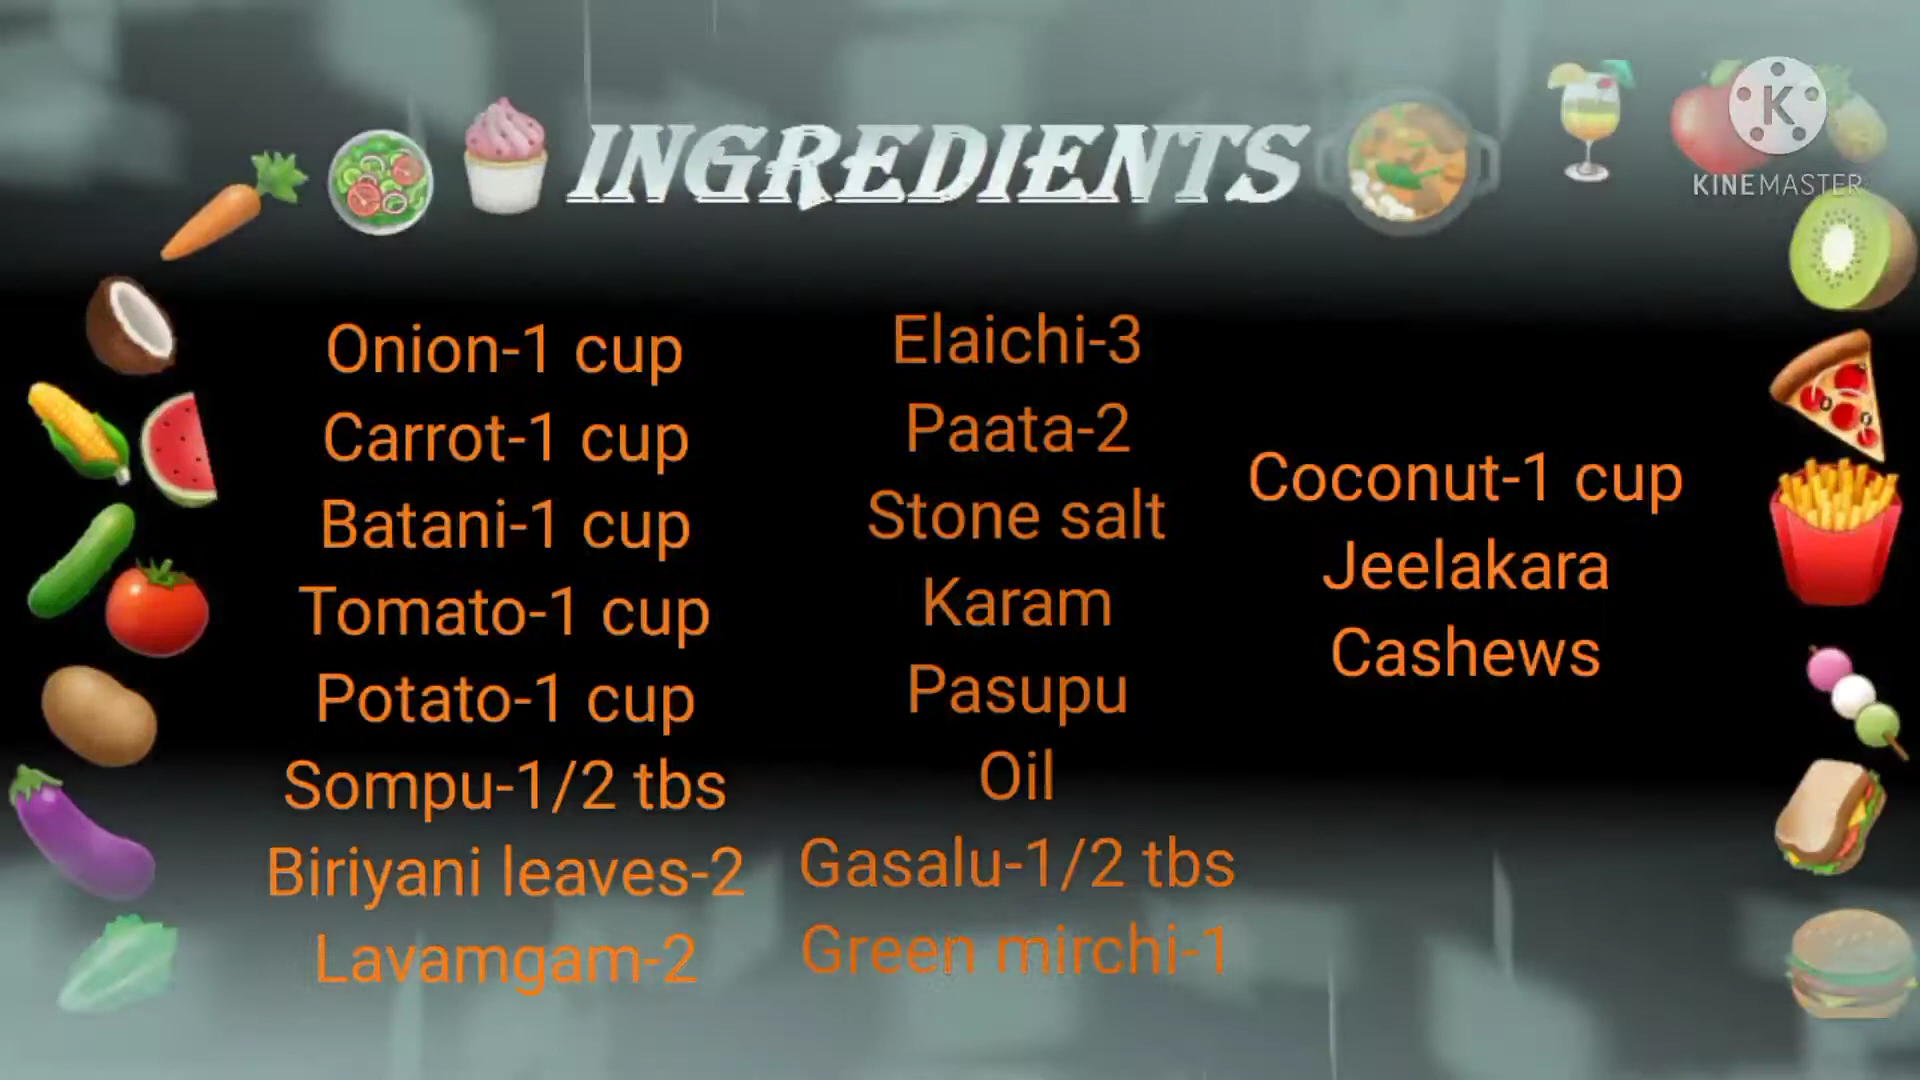 INGREDIENTS
KINEMASTER
Onion-1 cup
Carrot-1 cup
Batani-1 cup
Tomato-1 cup
Potato-1 cup
Sompu-1/2 tbs
Biriyani leaves-2
Lavamgam-2
Elaichi-3
Paata-2
Stone salt
Karam
Pasupu
Oil
Gasalu-1/2 tbs
Green mirchi-1
Coconut-1 cup
Jeelakara
Cashews